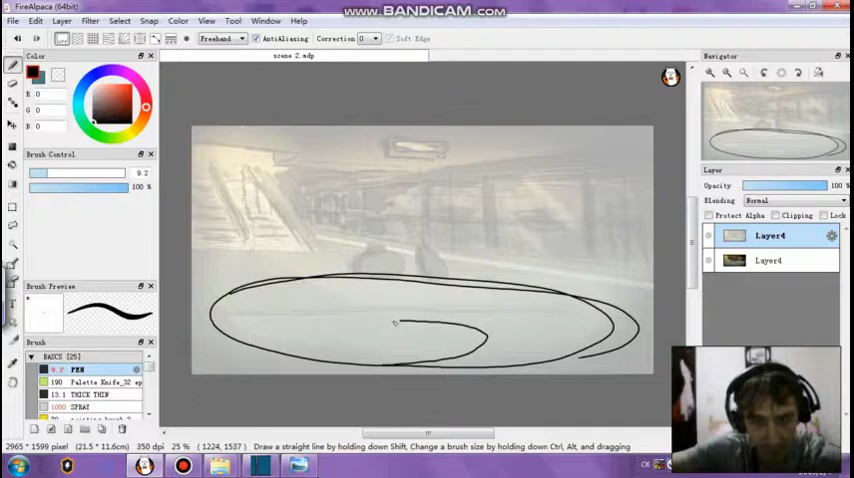 FireAlpaca (64bit)
www.BANDICAM.com
File Edit Layer Filter Select Snap Color View Tool Window Help
Freehand AntiAliasing Correction 0 Soft Edge
Color
scene 2.mdp
Navigator
R 0
G 0
B 0
Brush Control
9.2
100 %
Layer
Opacity 100 %
Blending Normal
Protect Alpha Clipping Lock
Layer4
Layer4
Brush Preview
Brush
BASICS [25]
9.2 PEN
190 Palette Knife_32 ep
13.1 THICK THIN
1000 SPRAY
2965 * 1599 pixel (21.5 * 11.6cm) 350 dpi 25 % (1224, 1537) Draw a straight line by holding down Shift, Change a brush size by holding down Ctrl, Alt, and dragging